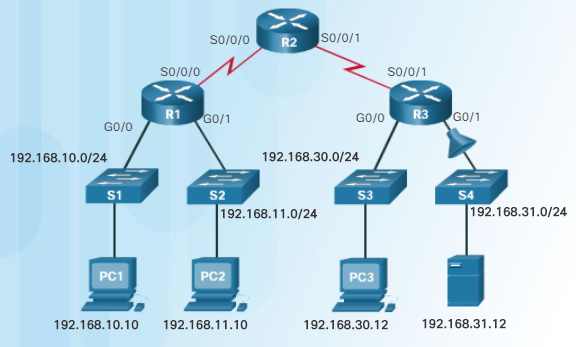 R2
S0/0/0
S0/0/1
S0/0/0
S0/0/1
R1
R3
G0/0
G0/1
G0/0
G0/1
192.168.10.0/24
192.168.30.0/24
S1
S2
S3
S4
192.168.11.0/24
192.168.31.0/24
PC1
PC2
PC3
192.168.10.10
192.168.11.10
192.168.30.12
192.168.31.12